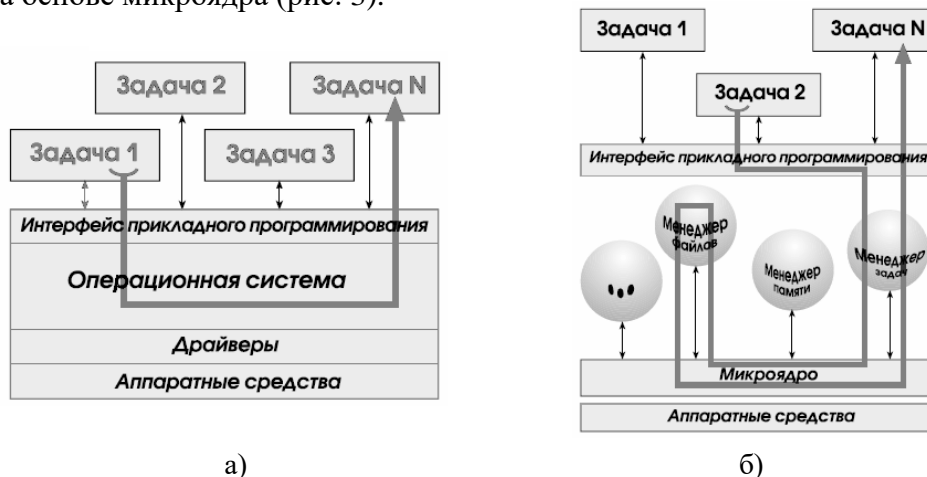 на основе микроядра (рис. 3).
Задача 1
Задача 2
Задача 3
Задача N
Интерфейс прикладного программирования
Операционная система
Драйверы
Аппаратные средства
а)
Задача 1
Задача 2
Задача N
Интерфейс прикладного программирования
...
Менеджер
файлов
Менеджер
памяти
Менеджер
задач
Микроядро
Аппаратные средства
б)